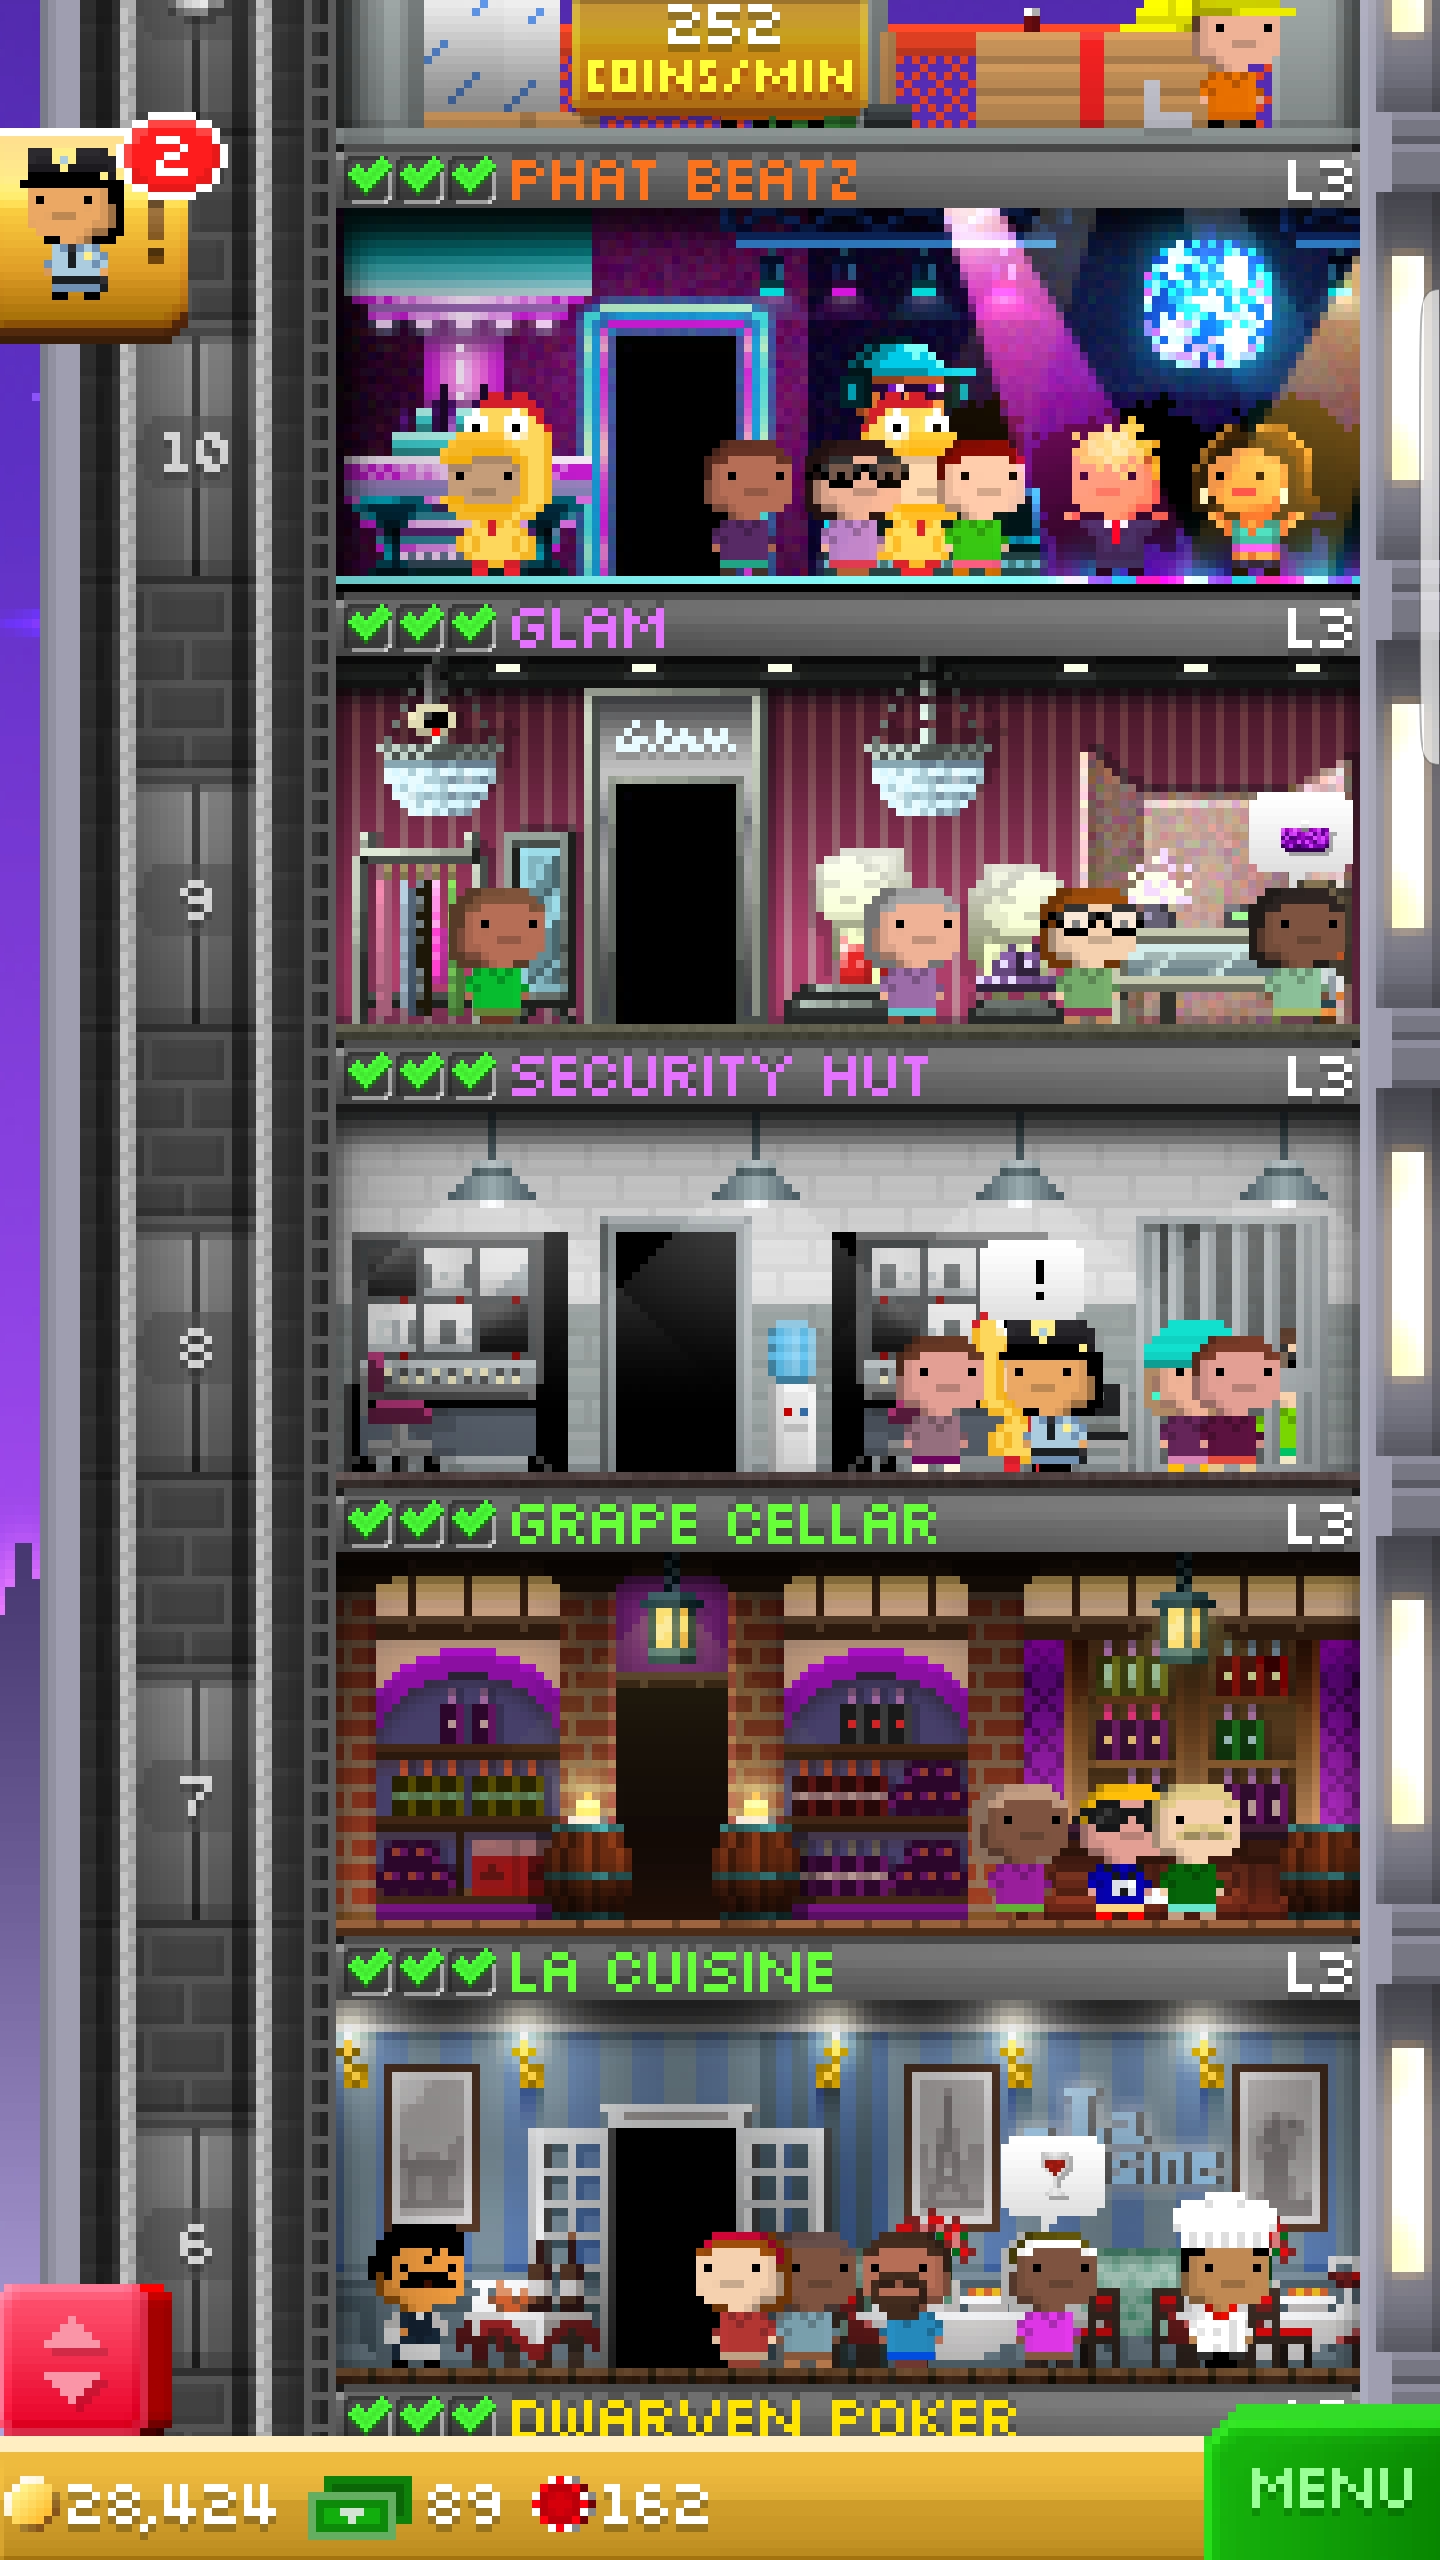 252
COINS/MIN
2
!
PHAT BEATZ L3
10
GLAM L3
Glam
9
SECURITY HUT L3
!
8
GRAPE CELLAR L3
7
LA CUISINE L3
La
6
DWARVEN POKER
28,424 89 162
MENU